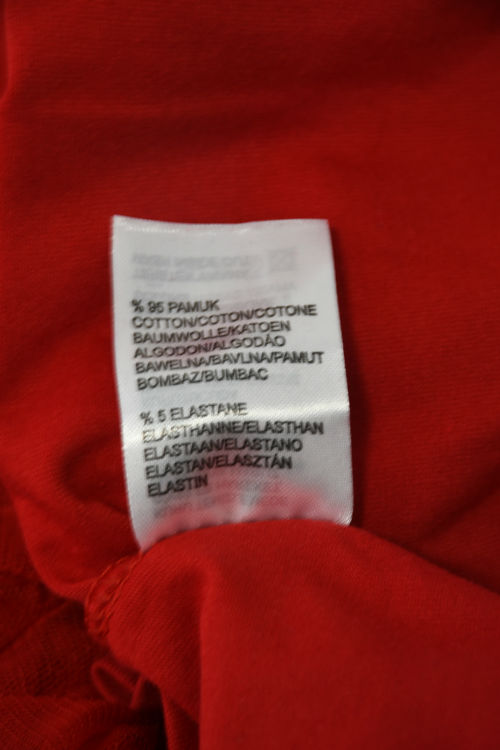 % 95 PAMUK
COTTON/COTON/COTONE
BAUMWOLLE/KATOEN
ALGODON/ALGODÃO
BAWELNA/BAVLNA/PAMUT
BOMBAZ/BUMBAC
% 5 ELASTANE
ELASTHANNE/ELASTHAN
ELASTAAN/ELASTANO
ELASTAN/ELASZTÁN
ELASTIN